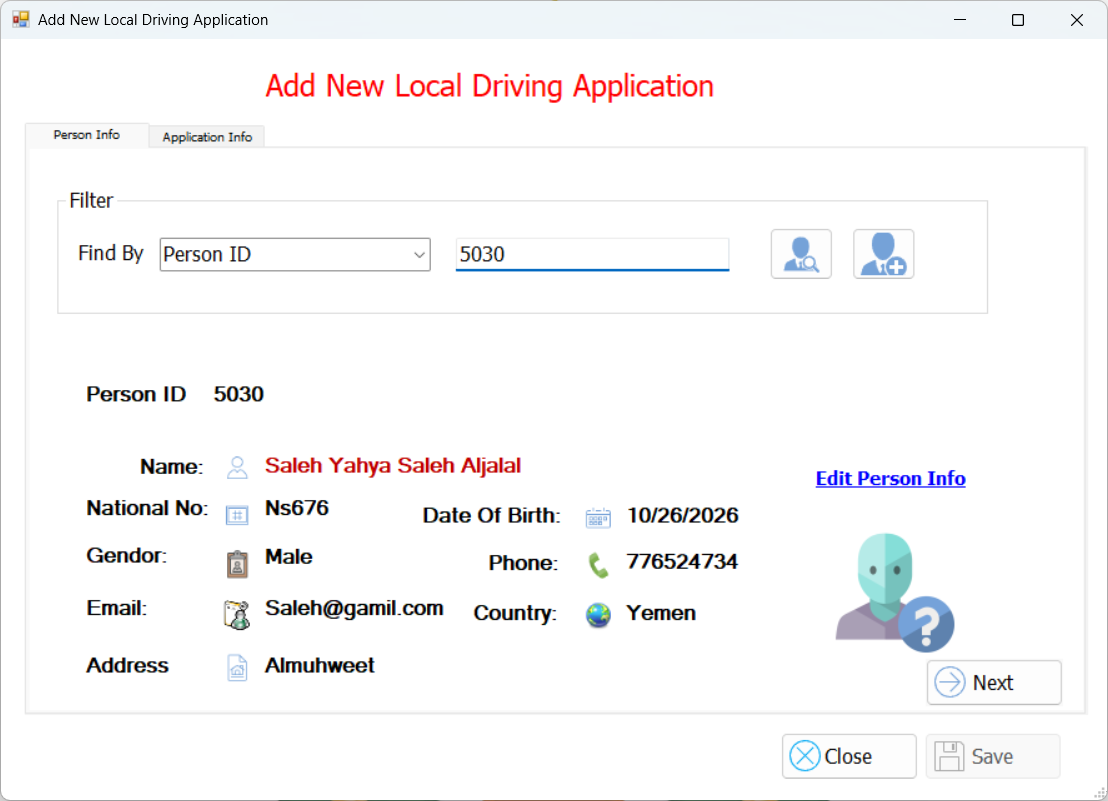 Add New Local Driving Application
Add New Local Driving Application
Person Info Application Info
Filter
Find By Person ID 5030
Person ID 5030
Name: Saleh Yahya Saleh Aljalal
Edit Person Info
National No: Ns676 Date Of Birth: 10/26/2026
Gendor: Male Phone: 776524734
Email: Saleh@gamil.com Country: Yemen
Address Almuhweet
Next
Close Save